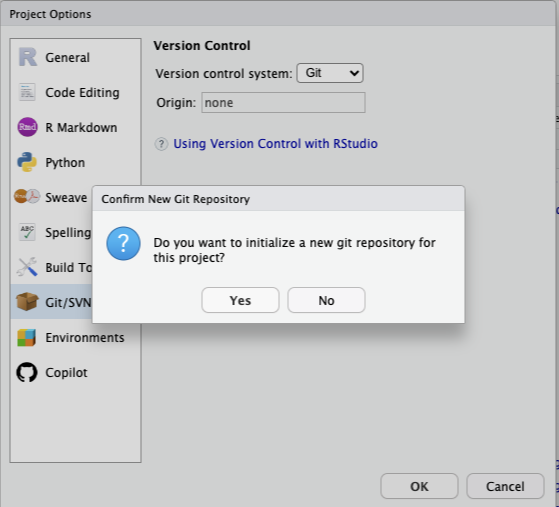 Project Options
General
Code Editing
R Markdown
Python
Sweave
Spelling
Build To
Git/SVN
Environments
Copilot
Version Control
Version control system: Git
Origin: none
? Using Version Control with RStudio
Confirm New Git Repository
Do you want to initialize a new git repository for
this project?
Yes No
OK Cancel